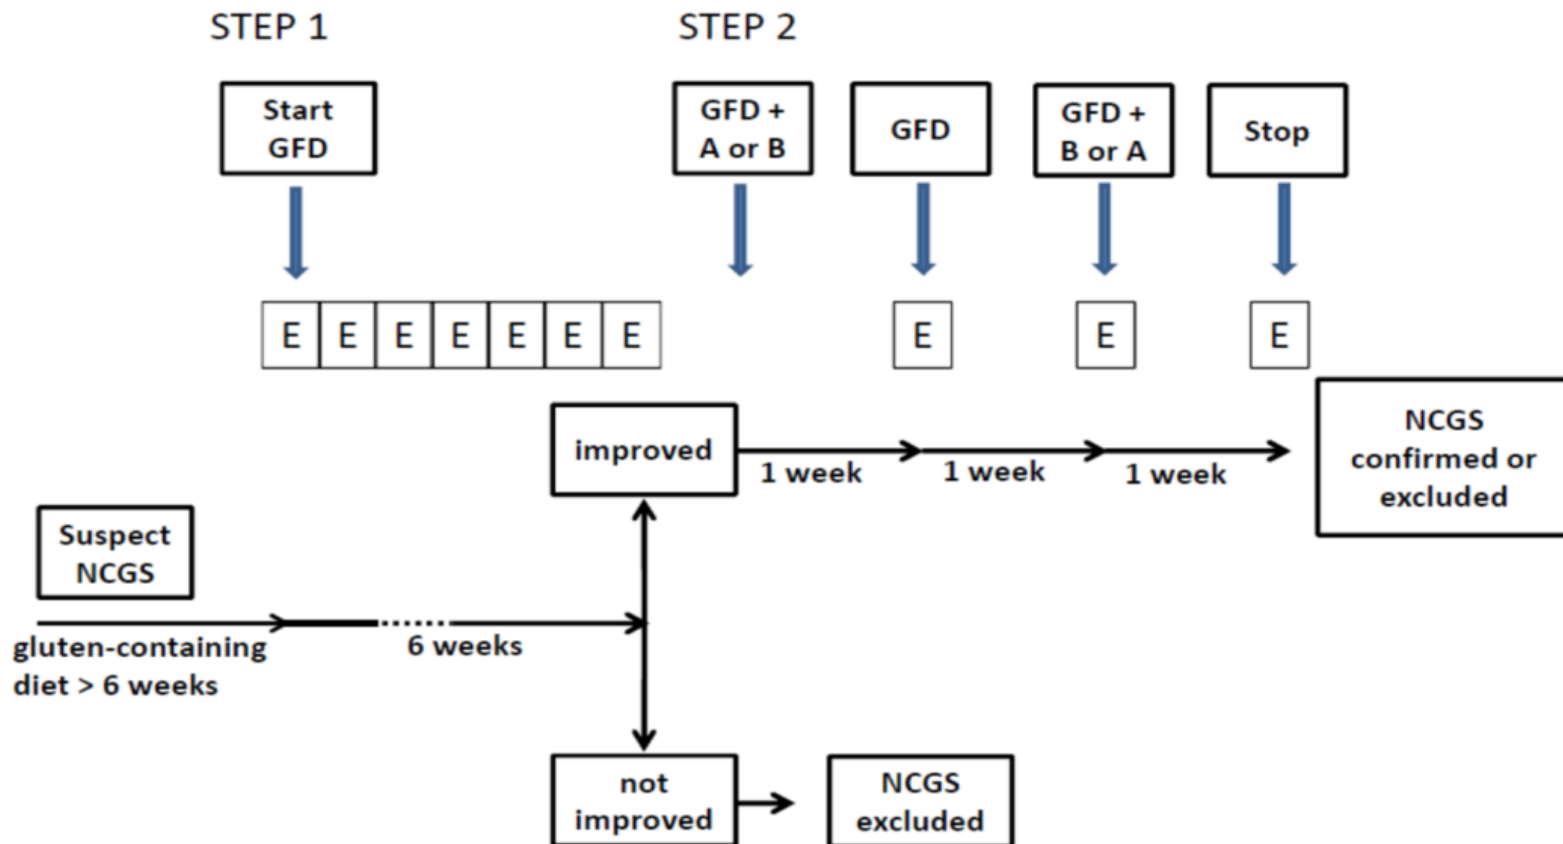 STEP 1
STEP 2
Start
GFD
GFD +
A or B
GFD
GFD +
B or A
Stop
E E E E E E E E E E
improved
1 week
1 week
1 week
NCGS
confirmed or
excluded
Suspect
NCGS
gluten-containing
diet > 6 weeks
6 weeks
not
improved
NCGS
excluded